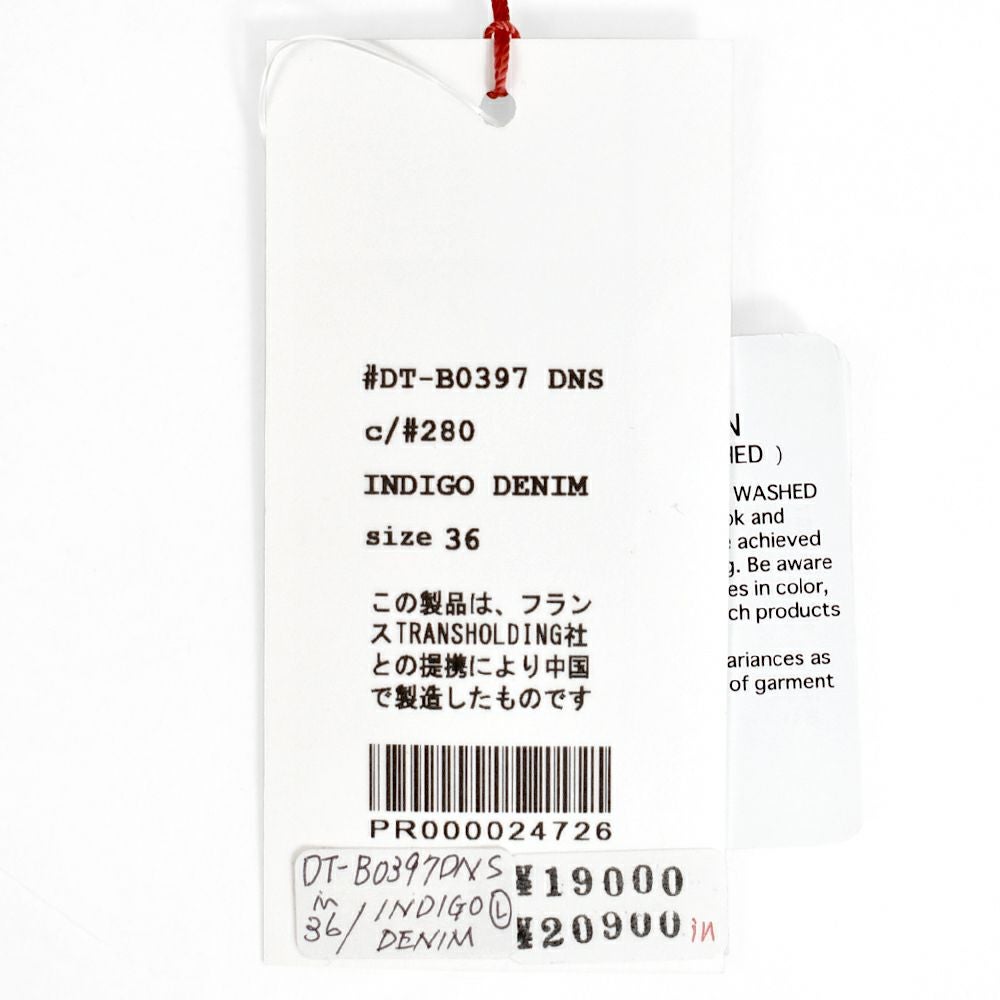 #DT-B0397 DNS
c/#280
INDIGO DENIM
size 36
この製品は、フラン
スTRANSHOLDING社
との提携により中国
で製造したものです
PR000024726
DT-B0397DNS
in
36/ INDIGO Ⓛ
DENIM
¥19000
¥20900 in
N
HED )
WASHED
ok and
achieved
g. Be aware
es in color,
ch products
ariances as
of garment